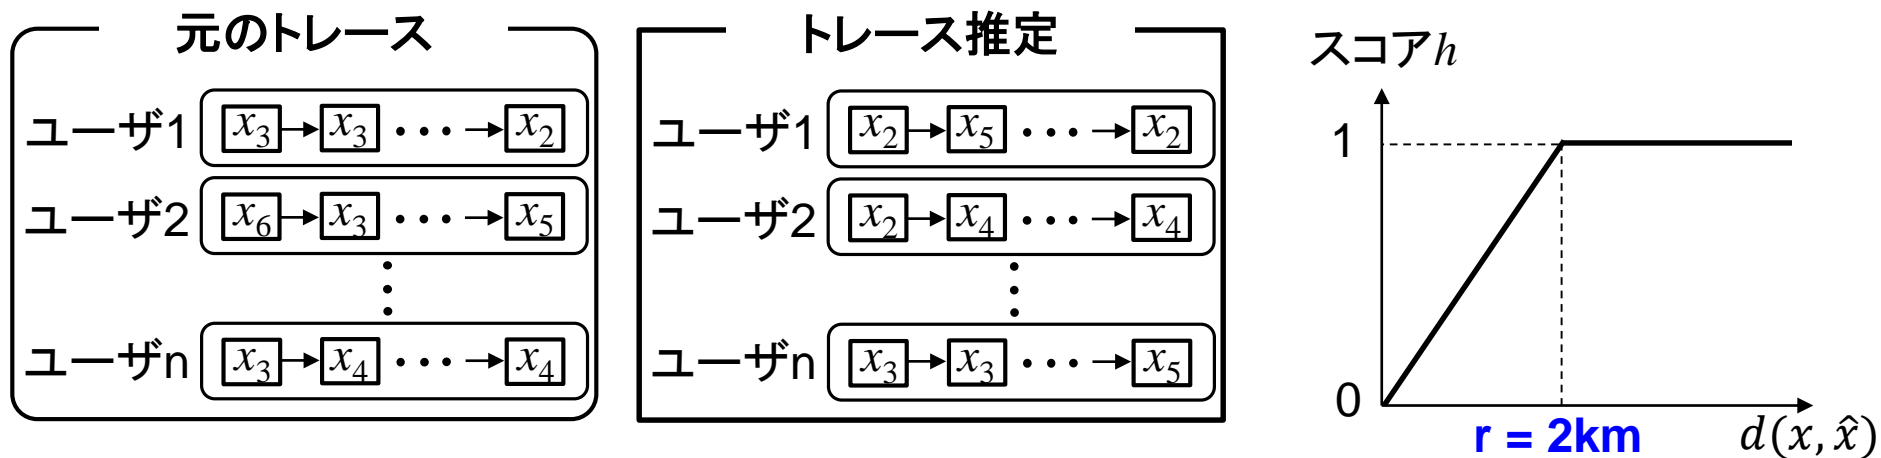 元のトレース
ユーザ1 x3 x3 ・・・ x2
ユーザ2 x6 x3 ・・・ x5
ユーザn x3 x4 ・・・ x4
トレース推定
ユーザ1 x2 x5 ・・・ x2
ユーザ2 x2 x4 ・・・ x4
ユーザn x3 x3 ・・・ x5
スコアh
1
0
r = 2km
d(x, x̂)